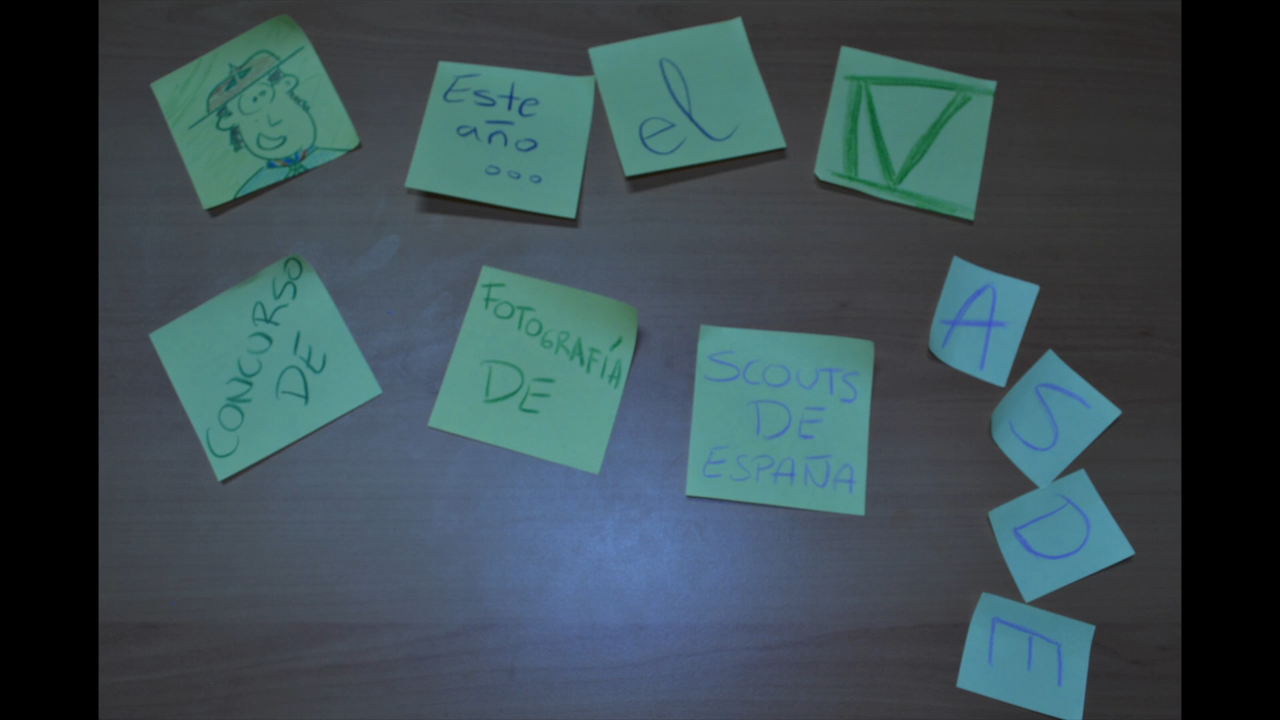 Este
año
...
el
IV
CONCURSO
DE
FOTOGRAFÍA
DE
SCOUTS
DE
ESPAÑA
A
S
D
E